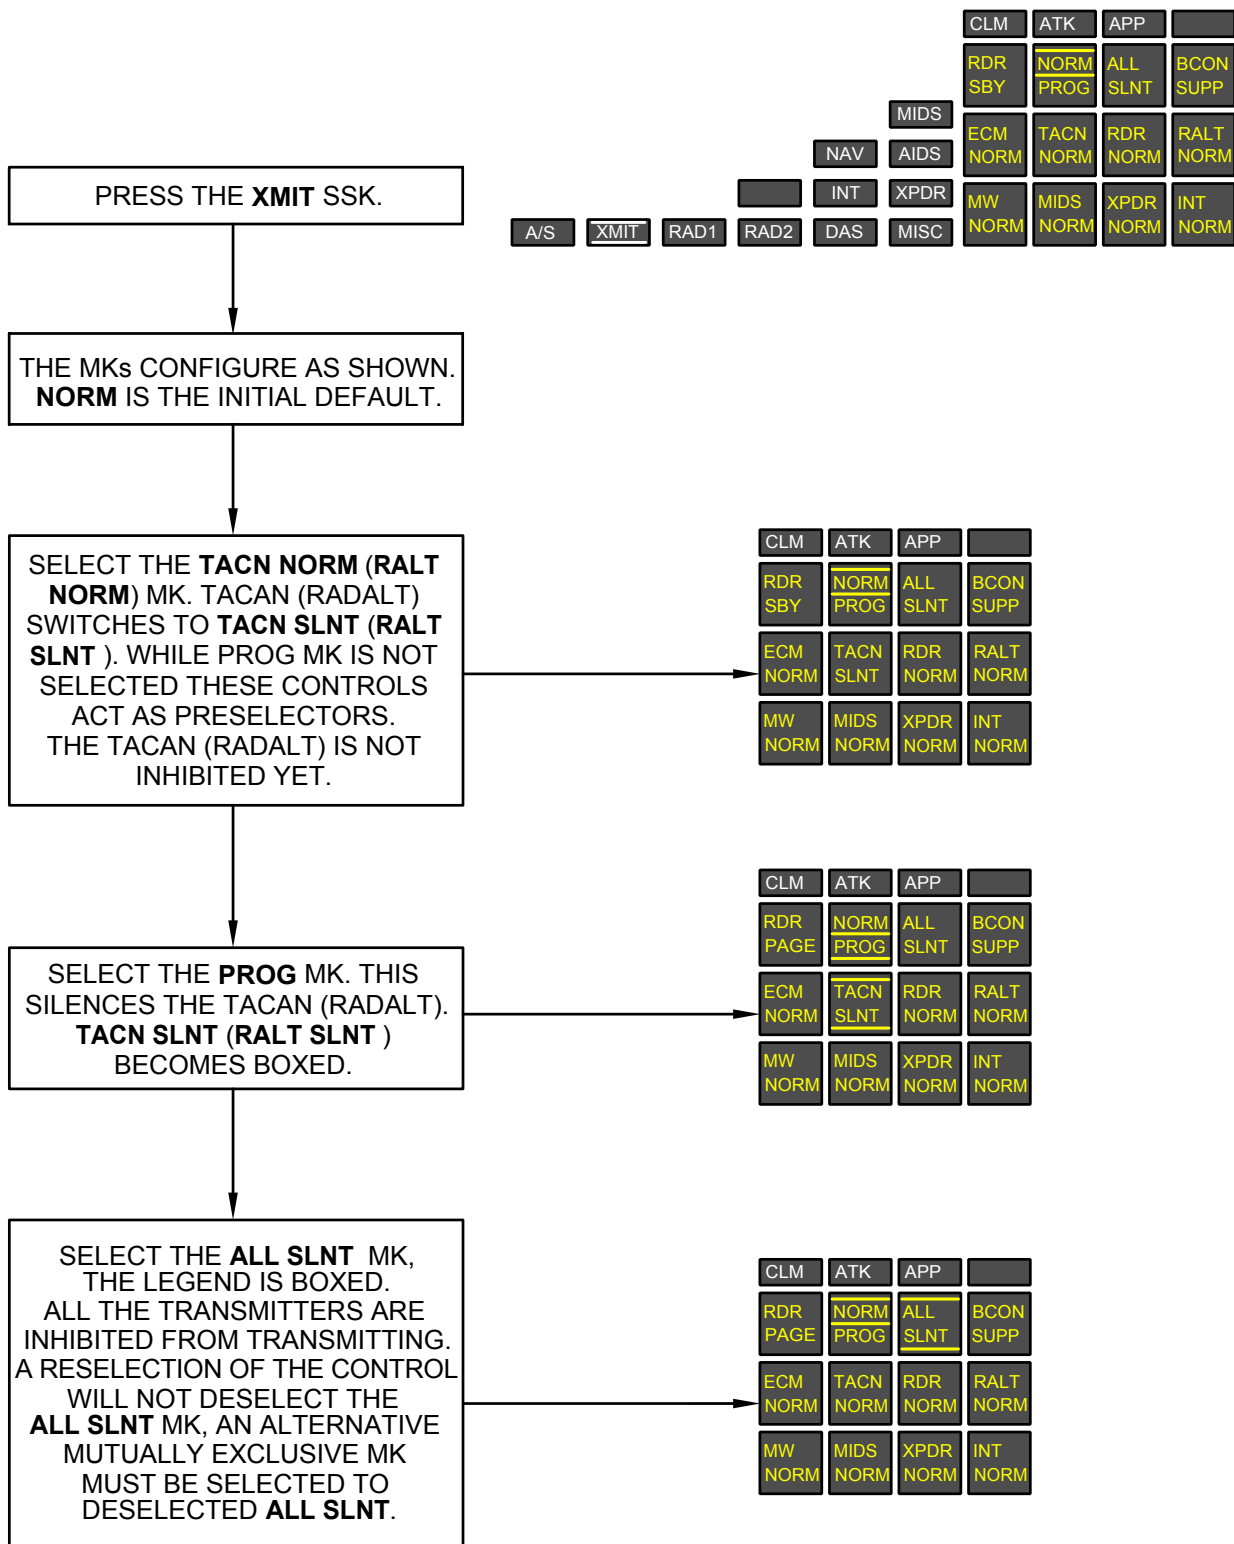 CLM ATK APP
RDR NORM ALL BCON
SBY PROG SLNT SUPP
MIDS
ECM TACN RDR RALT
NORM NORM NORM NORM
NAV AIDS
INT XPDR
MW MIDS XPDR INT
NORM NORM NORM NORM
A/S XMIT RAD1 RAD2 DAS MISC
PRESS THE XMIT SSK.
THE MKs CONFIGURE AS SHOWN.
NORM IS THE INITIAL DEFAULT.
SELECT THE TACN NORM (RALT
NORM) MK. TACAN (RADALT)
SWITCHES TO TACN SLNT (RALT
SLNT ). WHILE PROG MK IS NOT
SELECTED THESE CONTROLS
ACT AS PRESELECTORS.
THE TACAN (RADALT) IS NOT
INHIBITED YET.
CLM ATK APP
RDR NORM ALL BCON
SBY PROG SLNT SUPP
ECM TACN RDR RALT
NORM SLNT NORM NORM
MW MIDS XPDR INT
NORM NORM NORM NORM
SELECT THE PROG MK. THIS
SILENCES THE TACAN (RADALT).
TACN SLNT (RALT SLNT )
BECOMES BOXED.
CLM ATK APP
RDR NORM ALL BCON
PAGE PROG SLNT SUPP
ECM TACN RDR RALT
NORM SLNT NORM NORM
MW MIDS XPDR INT
NORM NORM NORM NORM
SELECT THE ALL SLNT MK,
THE LEGEND IS BOXED.
ALL THE TRANSMITTERS ARE
INHIBITED FROM TRANSMITTING.
A RESELECTION OF THE CONTROL
WILL NOT DESELECT THE
ALL SLNT MK, AN ALTERNATIVE
MUTUALLY EXCLUSIVE MK
MUST BE SELECTED TO
DESELECTED ALL SLNT.
CLM ATK APP
RDR NORM ALL BCON
PAGE PROG SLNT SUPP
ECM TACN RDR RALT
NORM NORM NORM NORM
MW MIDS XPDR INT
NORM NORM NORM NORM